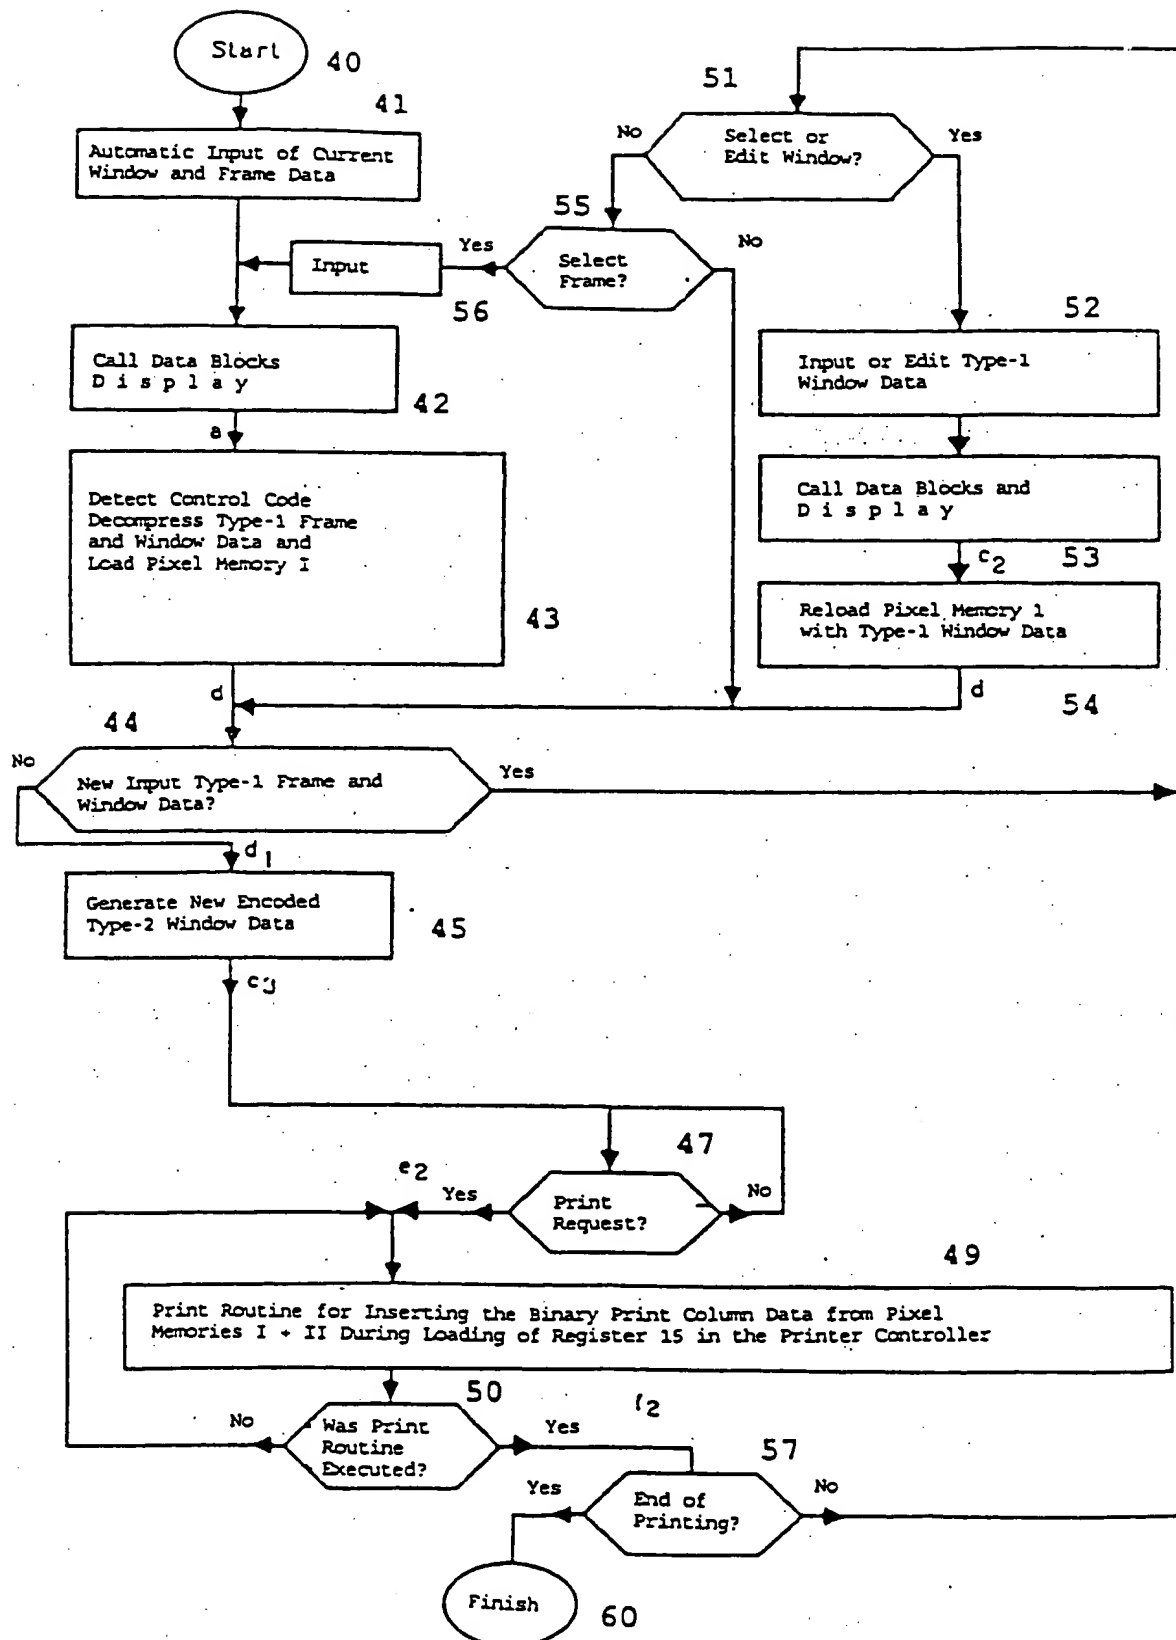 Start
40
41
Automatic Input of Current
Window and Frame Data
51
Select or
Edit Window?
No
Yes
55
Select
Frame?
Yes
No
Input
56
Call Data Blocks
D i s p l a y
42
a
52
Input or Edit Type-1
Window Data
Call Data Blocks and
D i s p l a y
53
c2
Reload Pixel Memory 1
with Type-1 Window Data
54
d
Detect Control Code
Decompress Type-1 Frame
and Window Data and
Load Pixel Memory I
43
d
44
No
New Input Type-1 Frame and
Window Data?
Yes
d1
Generate New Encoded
Type-2 Window Data
45
c3
47
e2
Yes
Print
Request?
No
49
Print Routine for Inserting the Binary Print Column Data from Pixel
Memories I + II During Loading of Register 15 in the Printer Controller
50
f2
No
Was Print
Routine
Executed?
Yes
57
Yes
End of
Printing?
No
Finish
60